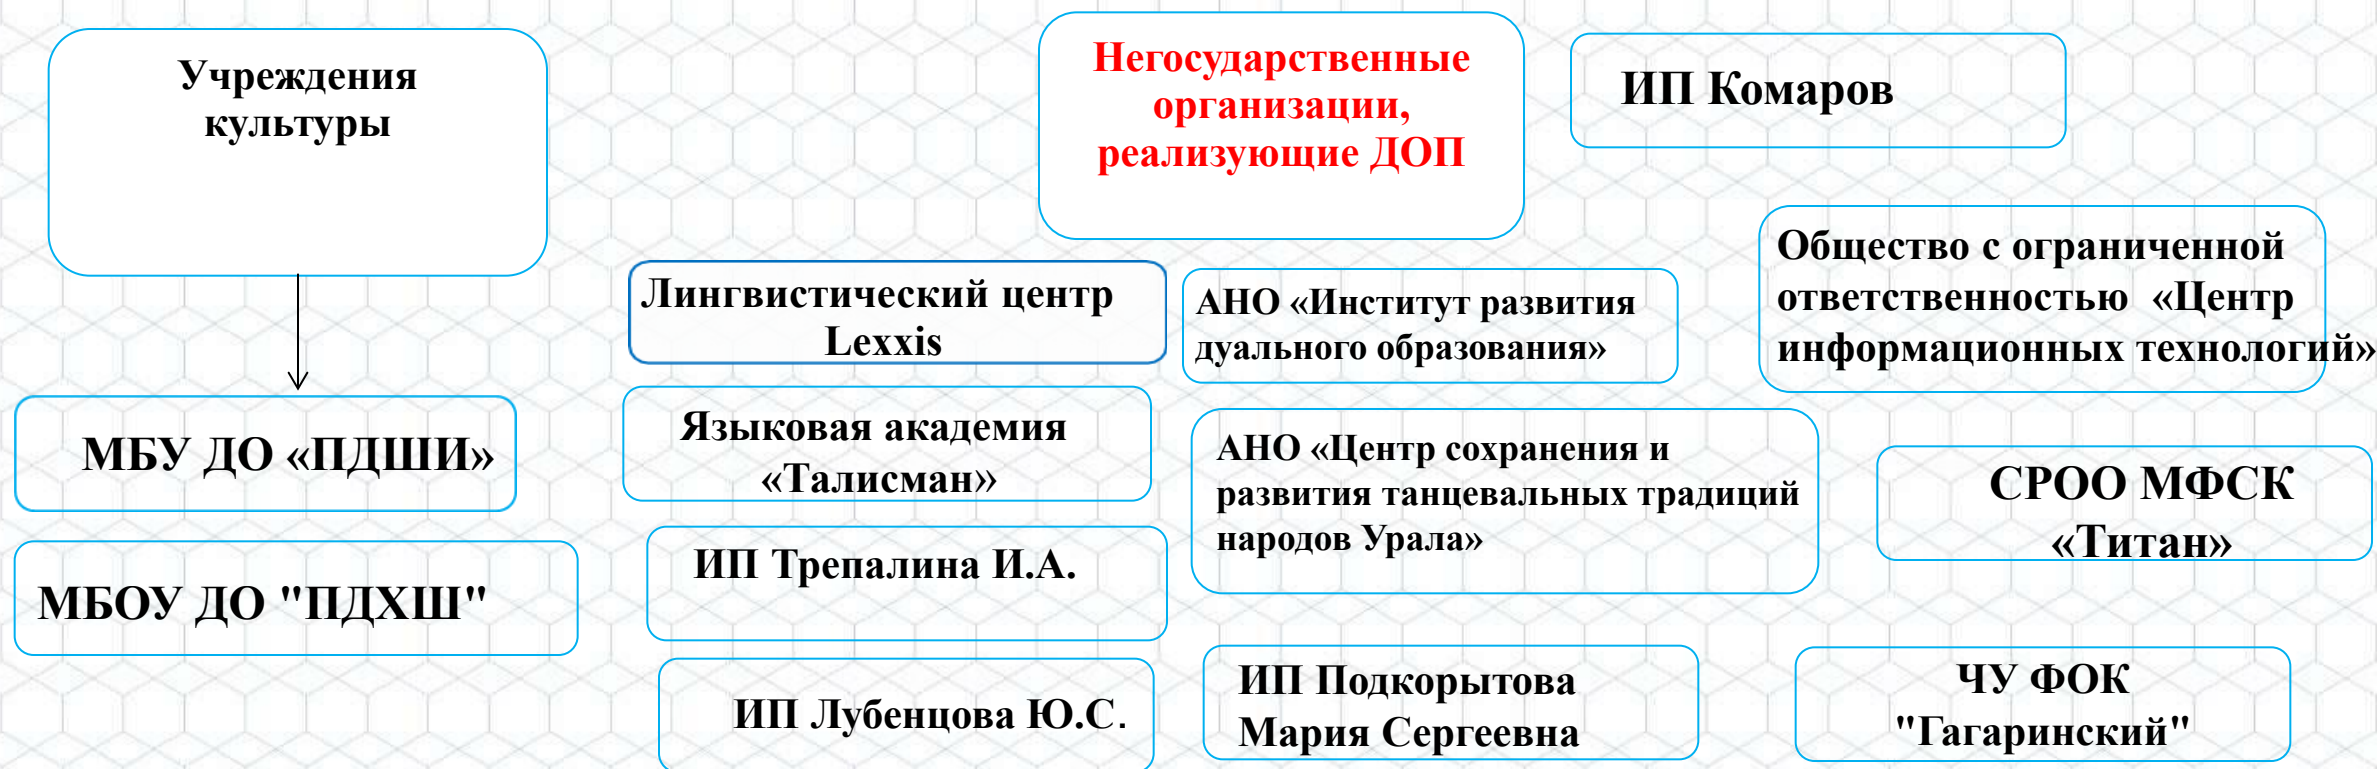 Учреждения
культуры
МБУ ДО «ПДШИ»
МБОУ ДО "ПДХШ"
Негосударственные
организации,
реализующие ДОП
ИП Комаров
Лингвистический центр
Lexxis
Языковая академия
«Талисман»
ИП Трепалина И.А.
ИП Лубенцова Ю.С.
АНО «Институт развития
дуального образования»
АНО «Центр сохранения и
развития танцевальных традиций
народов Урала»
ИП Подкорытова
Мария Сергеевна
Общество с ограниченной
ответственностью «Центр
информационных технологий»
СРОО МФСК
«Титан»
ЧУ ФОК
"Гагаринский"